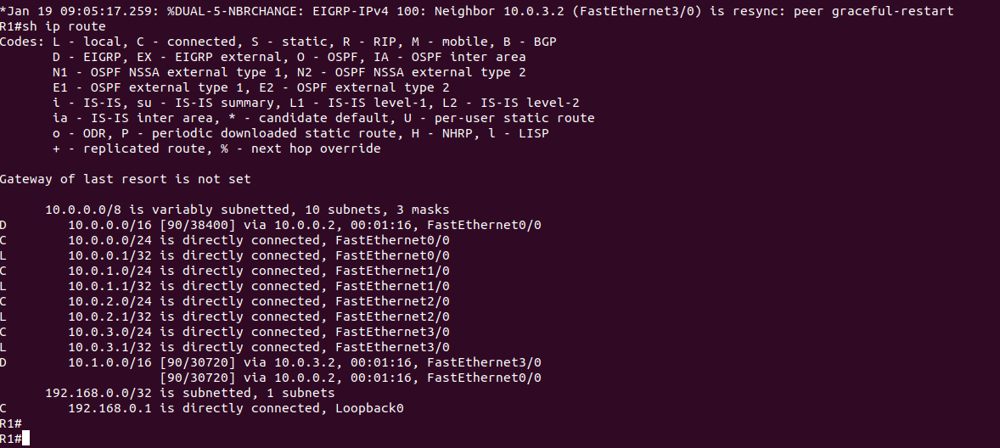 *Jan 19 09:05:17.259: %DUAL-5-NBRCHANGE: EIGRP-IPv4 100: Neighbor 10.0.3.2 (FastEthernet3/0) is resync: peer graceful-restart
R1#sh ip route
Codes: L - local, C - connected, S - static, R - RIP, M - mobile, B - BGP
       D - EIGRP, EX - EIGRP external, O - OSPF, IA - OSPF inter area
       N1 - OSPF NSSA external type 1, N2 - OSPF NSSA external type 2
       E1 - OSPF external type 1, E2 - OSPF external type 2
       i - IS-IS, su - IS-IS summary, L1 - IS-IS level-1, L2 - IS-IS level-2
       ia - IS-IS inter area, * - candidate default, U - per-user static route
       o - ODR, P - periodic downloaded static route, H - NHRP, l - LISP
       + - replicated route, % - next hop override
Gateway of last resort is not set
      10.0.0.0/8 is variably subnetted, 10 subnets, 3 masks
D        10.0.0.0/16 [90/38400] via 10.0.0.2, 00:01:16, FastEthernet0/0
C        10.0.0.0/24 is directly connected, FastEthernet0/0
L        10.0.0.1/32 is directly connected, FastEthernet0/0
C        10.0.1.0/24 is directly connected, FastEthernet1/0
L        10.0.1.1/32 is directly connected, FastEthernet1/0
C        10.0.2.0/24 is directly connected, FastEthernet2/0
L        10.0.2.1/32 is directly connected, FastEthernet2/0
C        10.0.3.0/24 is directly connected, FastEthernet3/0
L        10.0.3.1/32 is directly connected, FastEthernet3/0
D        10.1.0.0/16 [90/30720] via 10.0.3.2, 00:01:16, FastEthernet3/0
                     [90/30720] via 10.0.0.2, 00:01:16, FastEthernet0/0
      192.168.0.0/32 is subnetted, 1 subnets
C        192.168.0.1 is directly connected, Loopback0
R1#
R1#